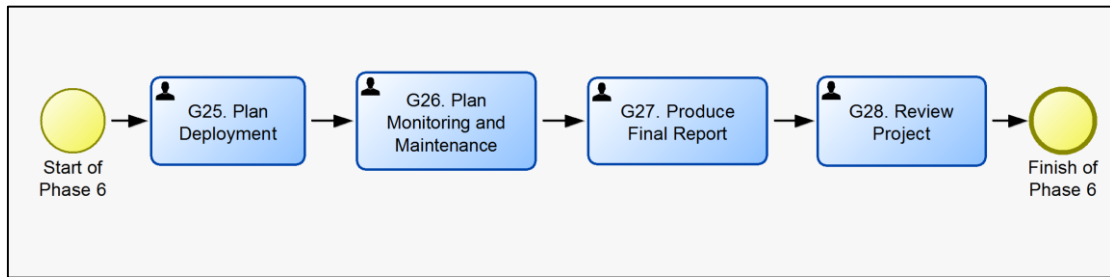 Start of
Phase 6
G25. Plan
Deployment
G26. Plan
Monitoring and
Maintenance
G27. Produce
Final Report
G28. Review
Project
Finish of
Phase 6